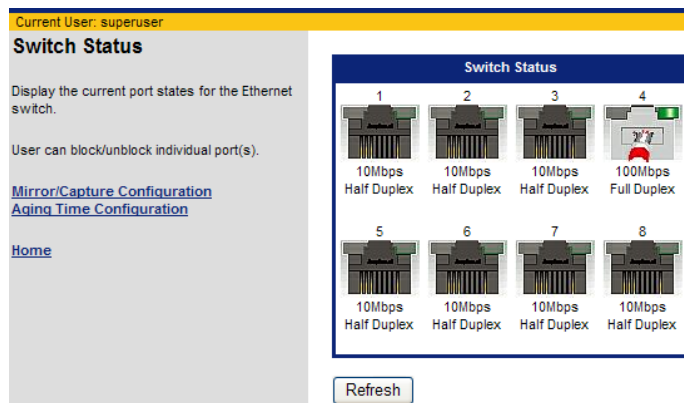 Current User: superuser
Switch Status
Display the current port states for the Ethernet
switch.
User can block/unblock individual port(s).
Mirror/Capture Configuration
Aging Time Configuration
Home
Switch Status
1 2 3 4
10Mbps 10Mbps 10Mbps 100Mbps
Half Duplex Half Duplex Half Duplex Full Duplex
5 6 7 8
10Mbps 10Mbps 10Mbps 10Mbps
Half Duplex Half Duplex Half Duplex Half Duplex
Refresh